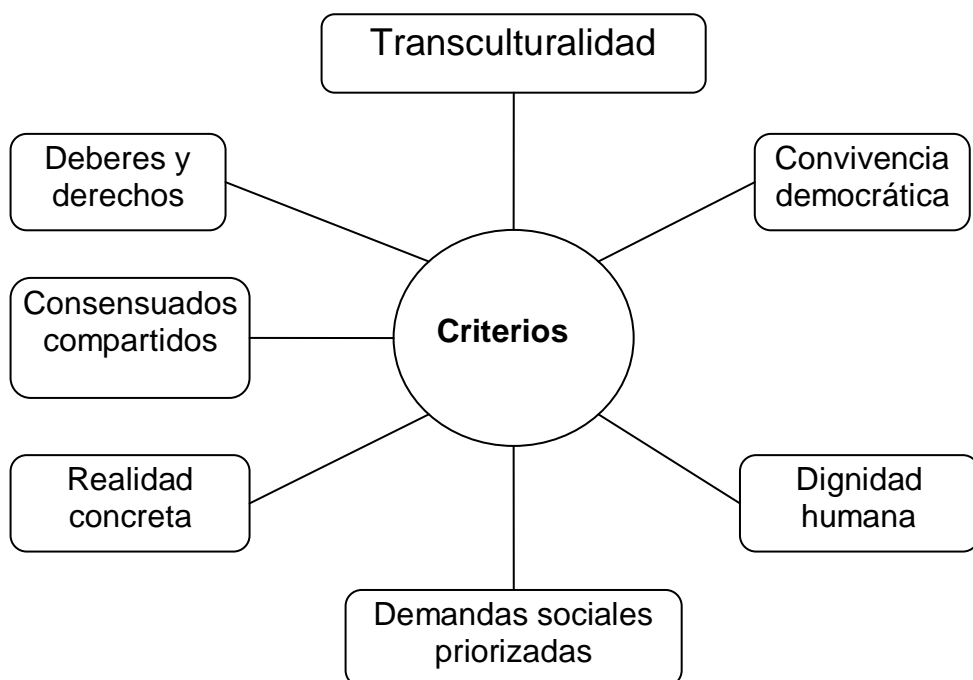 Transculturalidad
Deberes y
derechos
Convivencia
democrática
Consensuados
compartidos
Criterios
Realidad
concreta
Dignidad
humana
Demandas sociales
priorizadas